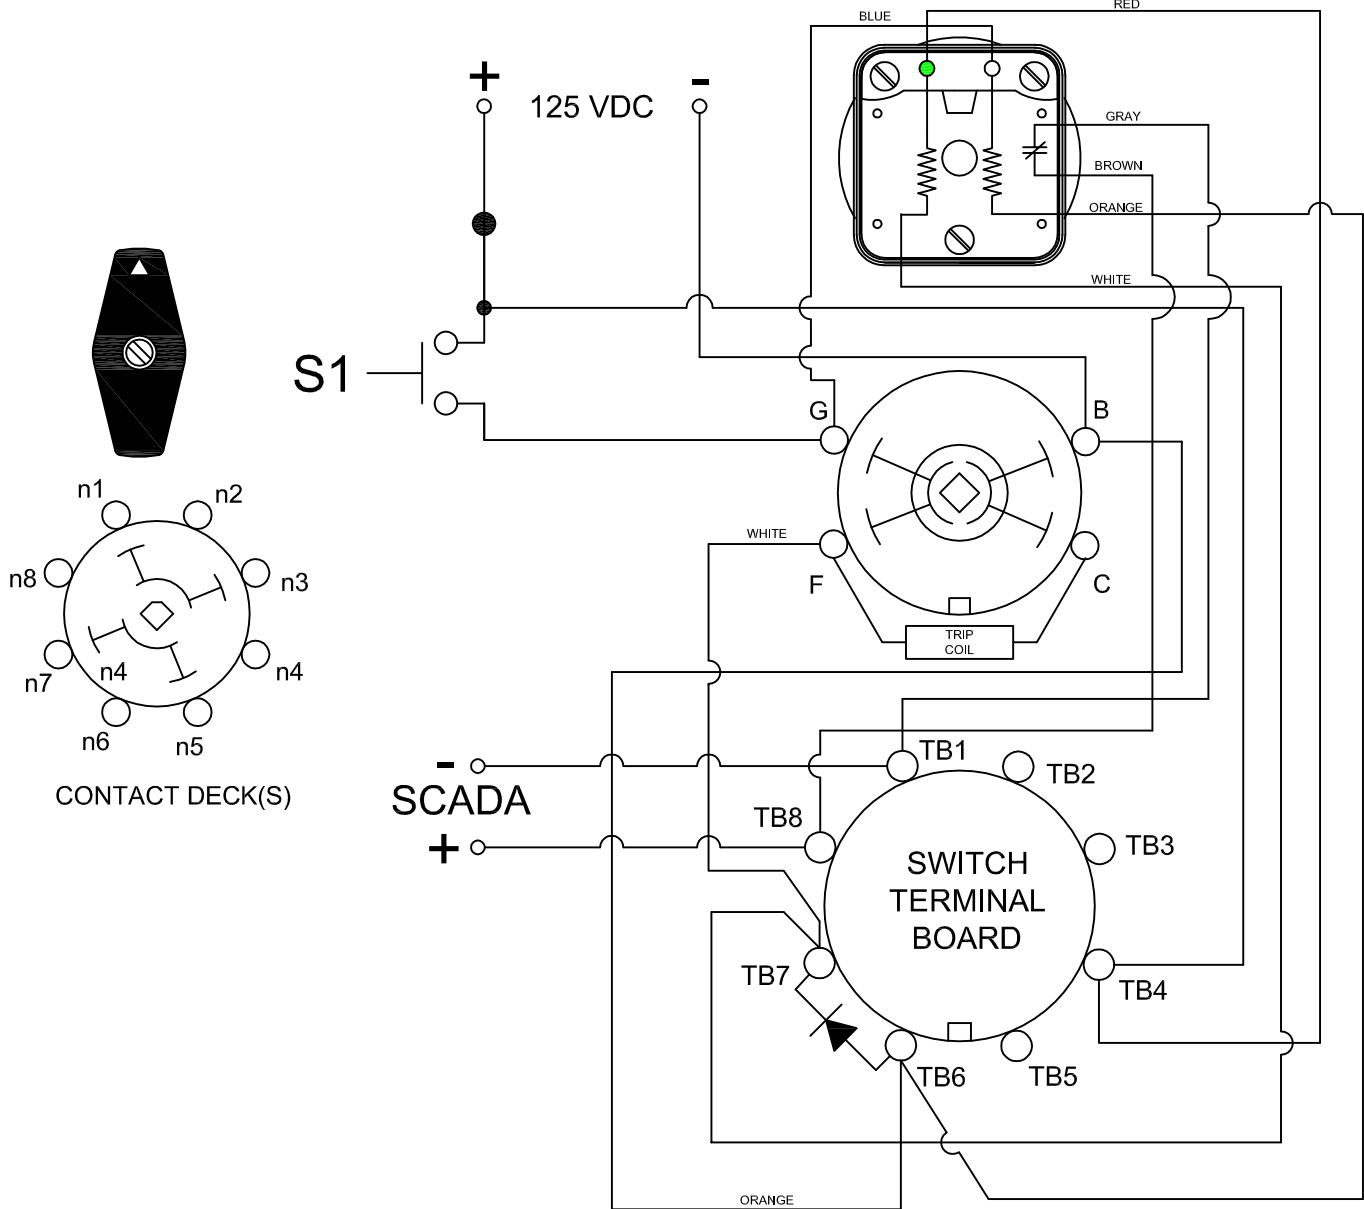 RED
BLUE
+
125 VDC
-
GRAY
BROWN
ORANGE
WHITE
S1
G
B
n1
n2
n8
n3
n7
n4
n4
n6
n5
CONTACT DECK(S)
WHITE
F
C
TRIP
COIL
-
SCADA
+
TB1
TB2
TB8
TB3
SWITCH
TERMINAL
BOARD
TB7
TB4
TB6
TB5
ORANGE